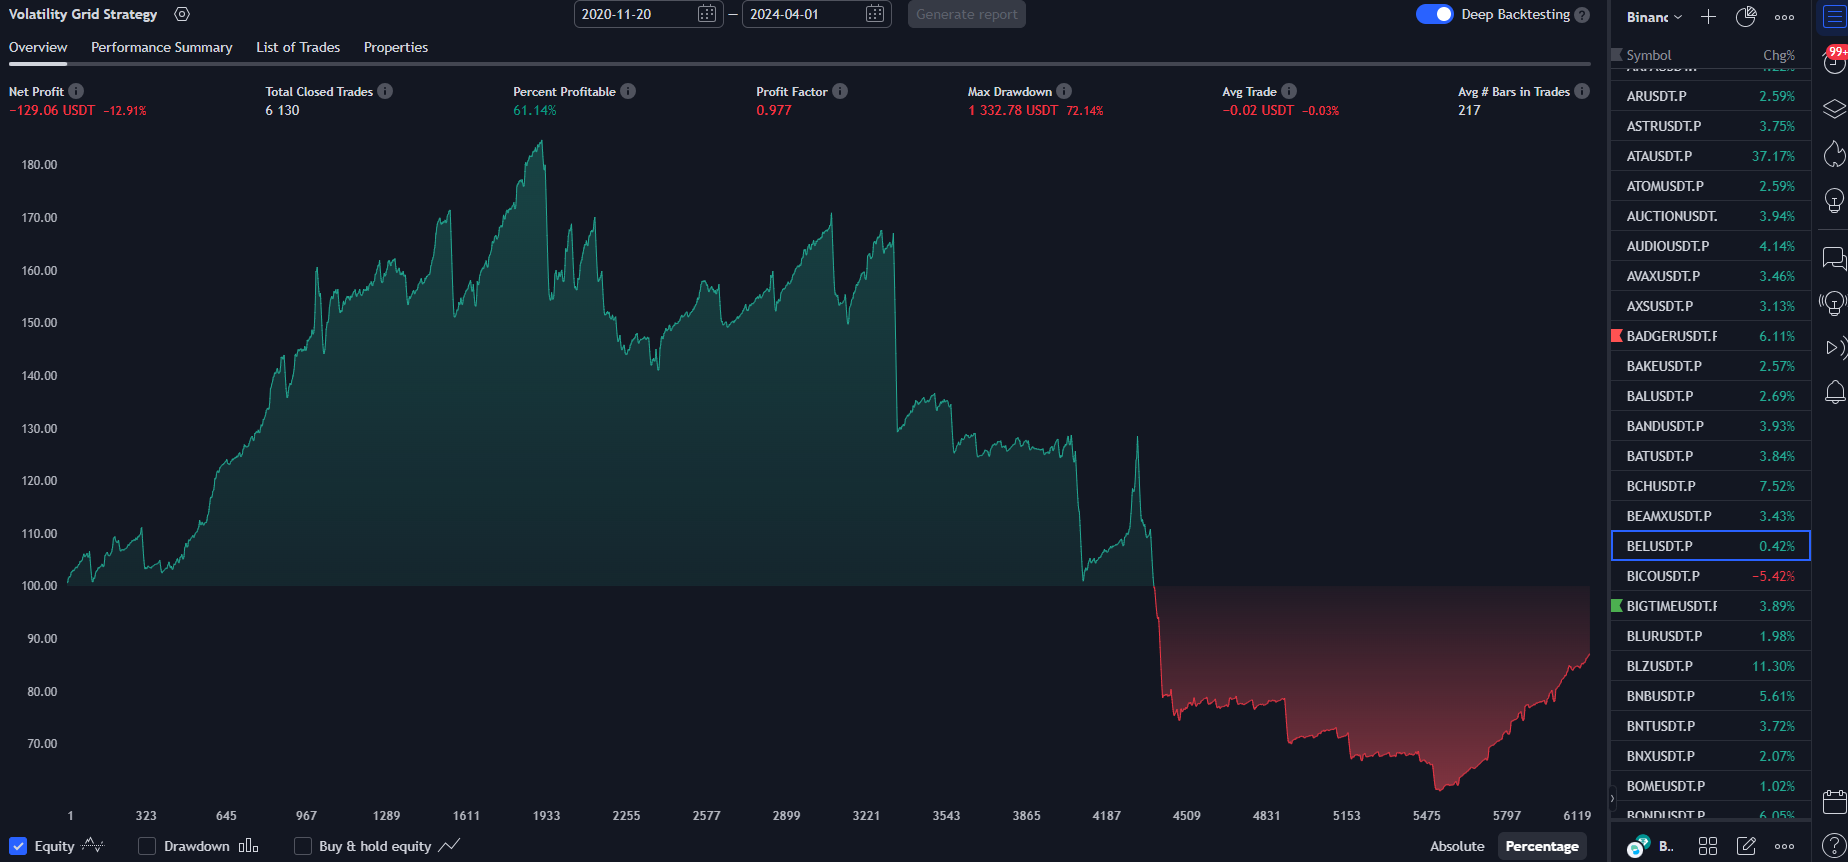 Volatility Grid Strategy
2020-11-20 — 2024-04-01 Generate report
Deep Backtesting ?
Overview Performance Summary List of Trades Properties
Net Profit Total Closed Trades Percent Profitable Profit Factor Max Drawdown Avg Trade Avg # Bars in Trades
−129.06 USDT −12.91% 6 130 61.14% 0.977 1 332.78 USDT 72.14% −0.02 USDT −0.03% 217
180.00
170.00
160.00
150.00
140.00
130.00
120.00
110.00
100.00
90.00
80.00
70.00
1 323 645 967 1289 1611 1933 2255 2577 2899 3221 3543 3865 4187 4509 4831 5153 5475 5797 6119
Equity Drawdown Buy & hold equity Absolute Percentage
Binanc
Symbol Chg%
ARUSDT.P 2.59%
ASTRUSDT.P 3.75%
ATAUSDT.P 37.17%
ATOMUSDT.P 2.59%
AUCTIONUSDT. 3.94%
AUDIOUSDT.P 4.14%
AVAXUSDT.P 3.46%
AXSUSDT.P 3.13%
BADGERUSDT.F 6.11%
BAKEUSDT.P 2.57%
BALUSDT.P 2.69%
BANDUSDT.P 3.93%
BATUSDT.P 3.84%
BCHUSDT.P 7.52%
BEAMXUSDT.P 3.43%
BELUSDT.P 0.42%
BICOUSDT.P −5.42%
BIGTIMEUSDT.F 3.89%
BLURUSDT.P 1.98%
BLZUSDT.P 11.30%
BNBUSDT.P 5.61%
BNTUSDT.P 3.72%
BNXUSDT.P 2.07%
BOMEUSDT.P 1.02%
BONDUSDT.P 6.05%
B..
99+